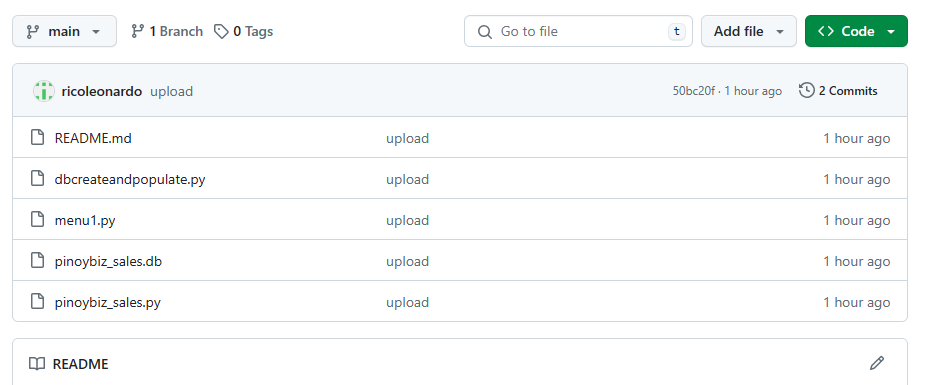 main 1 Branch 0 Tags Go to file t Add file Code
ricoleonardo upload 50bc20f · 1 hour ago 2 Commits
README.md upload 1 hour ago
dbcreateandpopulate.py upload 1 hour ago
menu1.py upload 1 hour ago
pinoybiz_sales.db upload 1 hour ago
pinoybiz_sales.py upload 1 hour ago
README